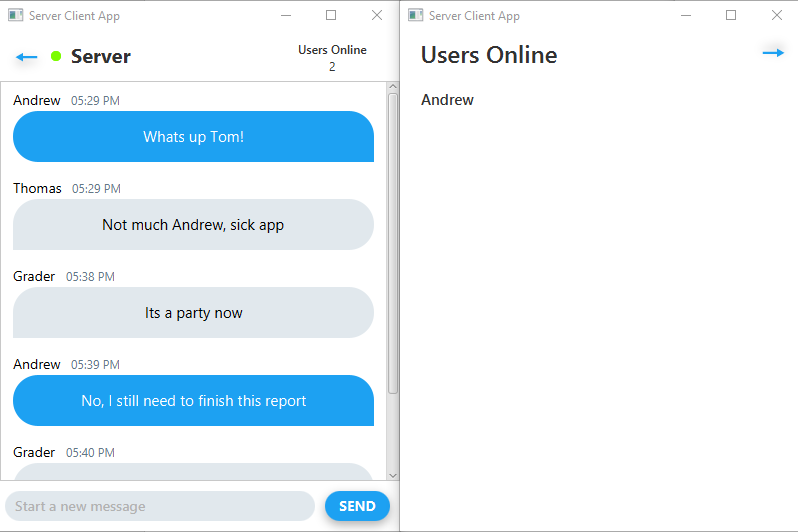 Server Client App
Server
Users Online
2
Andrew 05:29 PM
Whats up Tom!
Thomas 05:29 PM
Not much Andrew, sick app
Grader 05:38 PM
Its a party now
Andrew 05:39 PM
No, I still need to finish this report
Grader 05:40 PM
Start a new message
SEND
Server Client App
Users Online
Andrew